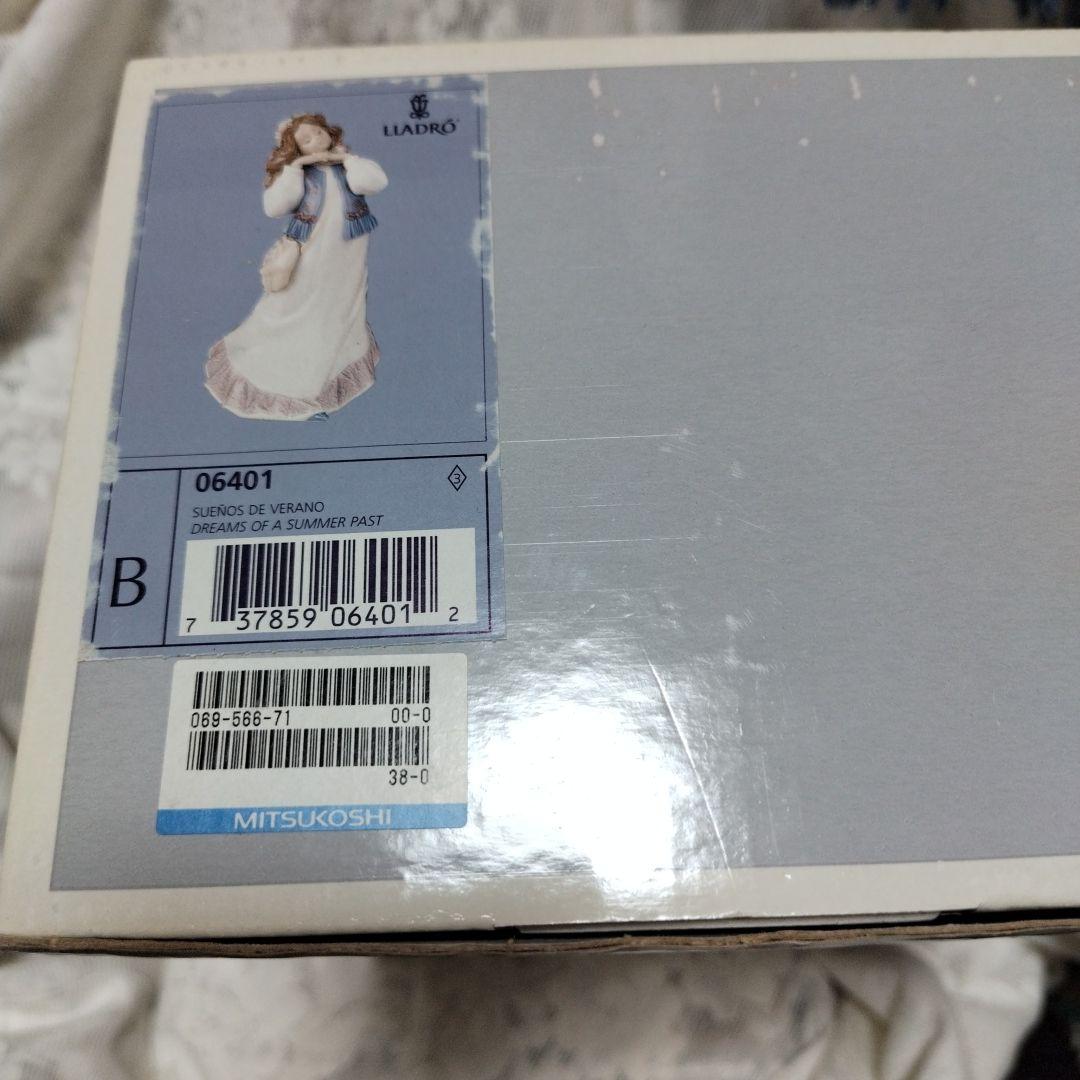 LLADRÓ
06401
3
SUEÑOS DE VERANO
DREAMS OF A SUMMER PAST
B
7 37859 06401 2
069-566-71 00-0
38-0
MITSUKOSHI